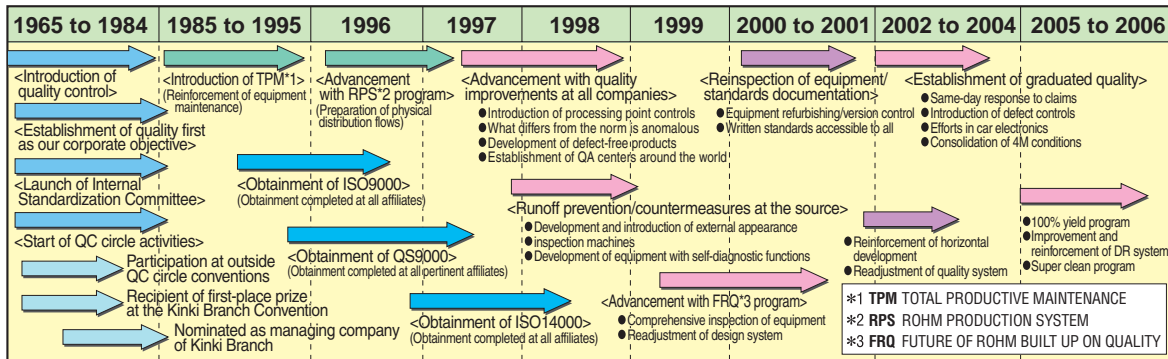 1965 to 1984
1985 to 1995
1996
1997
1998
1999
2000 to 2001
2002 to 2004
2005 to 2006
<Introduction of
quality control>
<Establishment of quality first
as our corporate objective>
<Launch of Internal
Standardization Committee>
<Start of QC circle activities>
Participation at outside
QC circle conventions
Recipient of first-place prize
at the Kinki Branch Convention
Nominated as managing company
of Kinki Branch
<Introduction of TPM*1>
(Reinforcement of equipment
maintenance)
<Obtainment of ISO9000>
(Obtainment completed at all affiliates)
<Obtainment of QS9000>
(Obtainment completed at all pertinent affiliates)
<Advancement
with RPS*2 program>
(Preparation of physical
distribution flows)
<Obtainment of ISO14000>
(Obtainment completed at all affiliates)
<Advancement with quality
improvements at all companies>
● Introduction of processing point controls
● What differs from the norm is anomalous
● Development of defect-free products
● Establishment of QA centers around the world
<Runoff prevention/countermeasures at the source>
● Development and introduction of external appearance
● inspection machines
● Development of equipment with self-diagnostic functions
<Advancement with FRQ*3 program>
● Comprehensive inspection of equipment
● Readjustment of design system
<Reinspection of equipment/
standards documentation>
● Equipment refurbishing/version control
● Written standards accessible to all
<Establishment of graduated quality>
● Same-day response to claims
● Introduction of defect controls
● Efforts in car electronics
● Consolidation of 4M conditions
● Reinforcement of horizontal
development
● Readjustment of quality system
● 100% yield program
● Improvement and
reinforcement of DR system
● Super clean program
*1 TPM TOTAL PRODUCTIVE MAINTENANCE
*2 RPS ROHM PRODUCTION SYSTEM
*3 FRQ FUTURE OF ROHM BUILT UP ON QUALITY